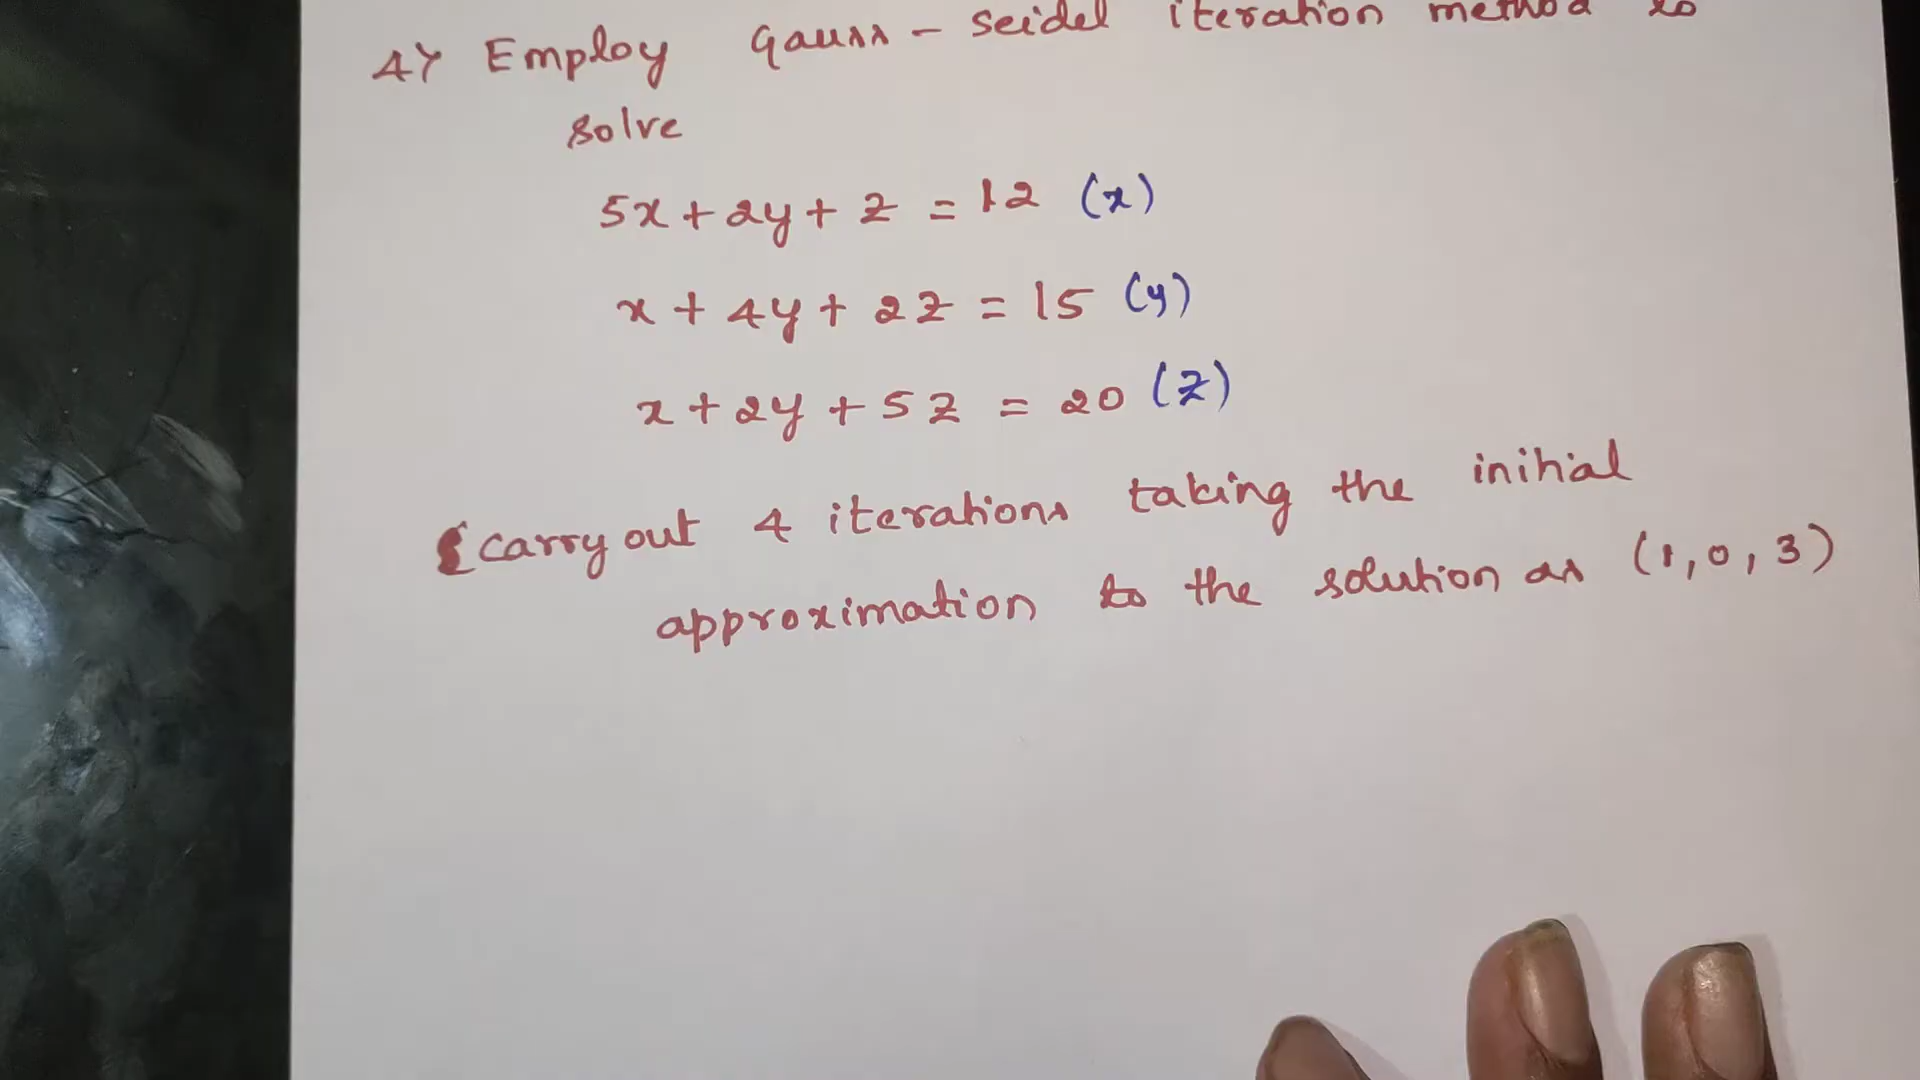 4) Employ Gauss - Seidel iteration method to
solve
5x + 2y + z = 12 (x)
x + 4y + 2z = 15 (y)
x + 2y + 5z = 20 (z)
[carry out 4 iterations taking the initial
approximation to the solution as (1, 0, 3)